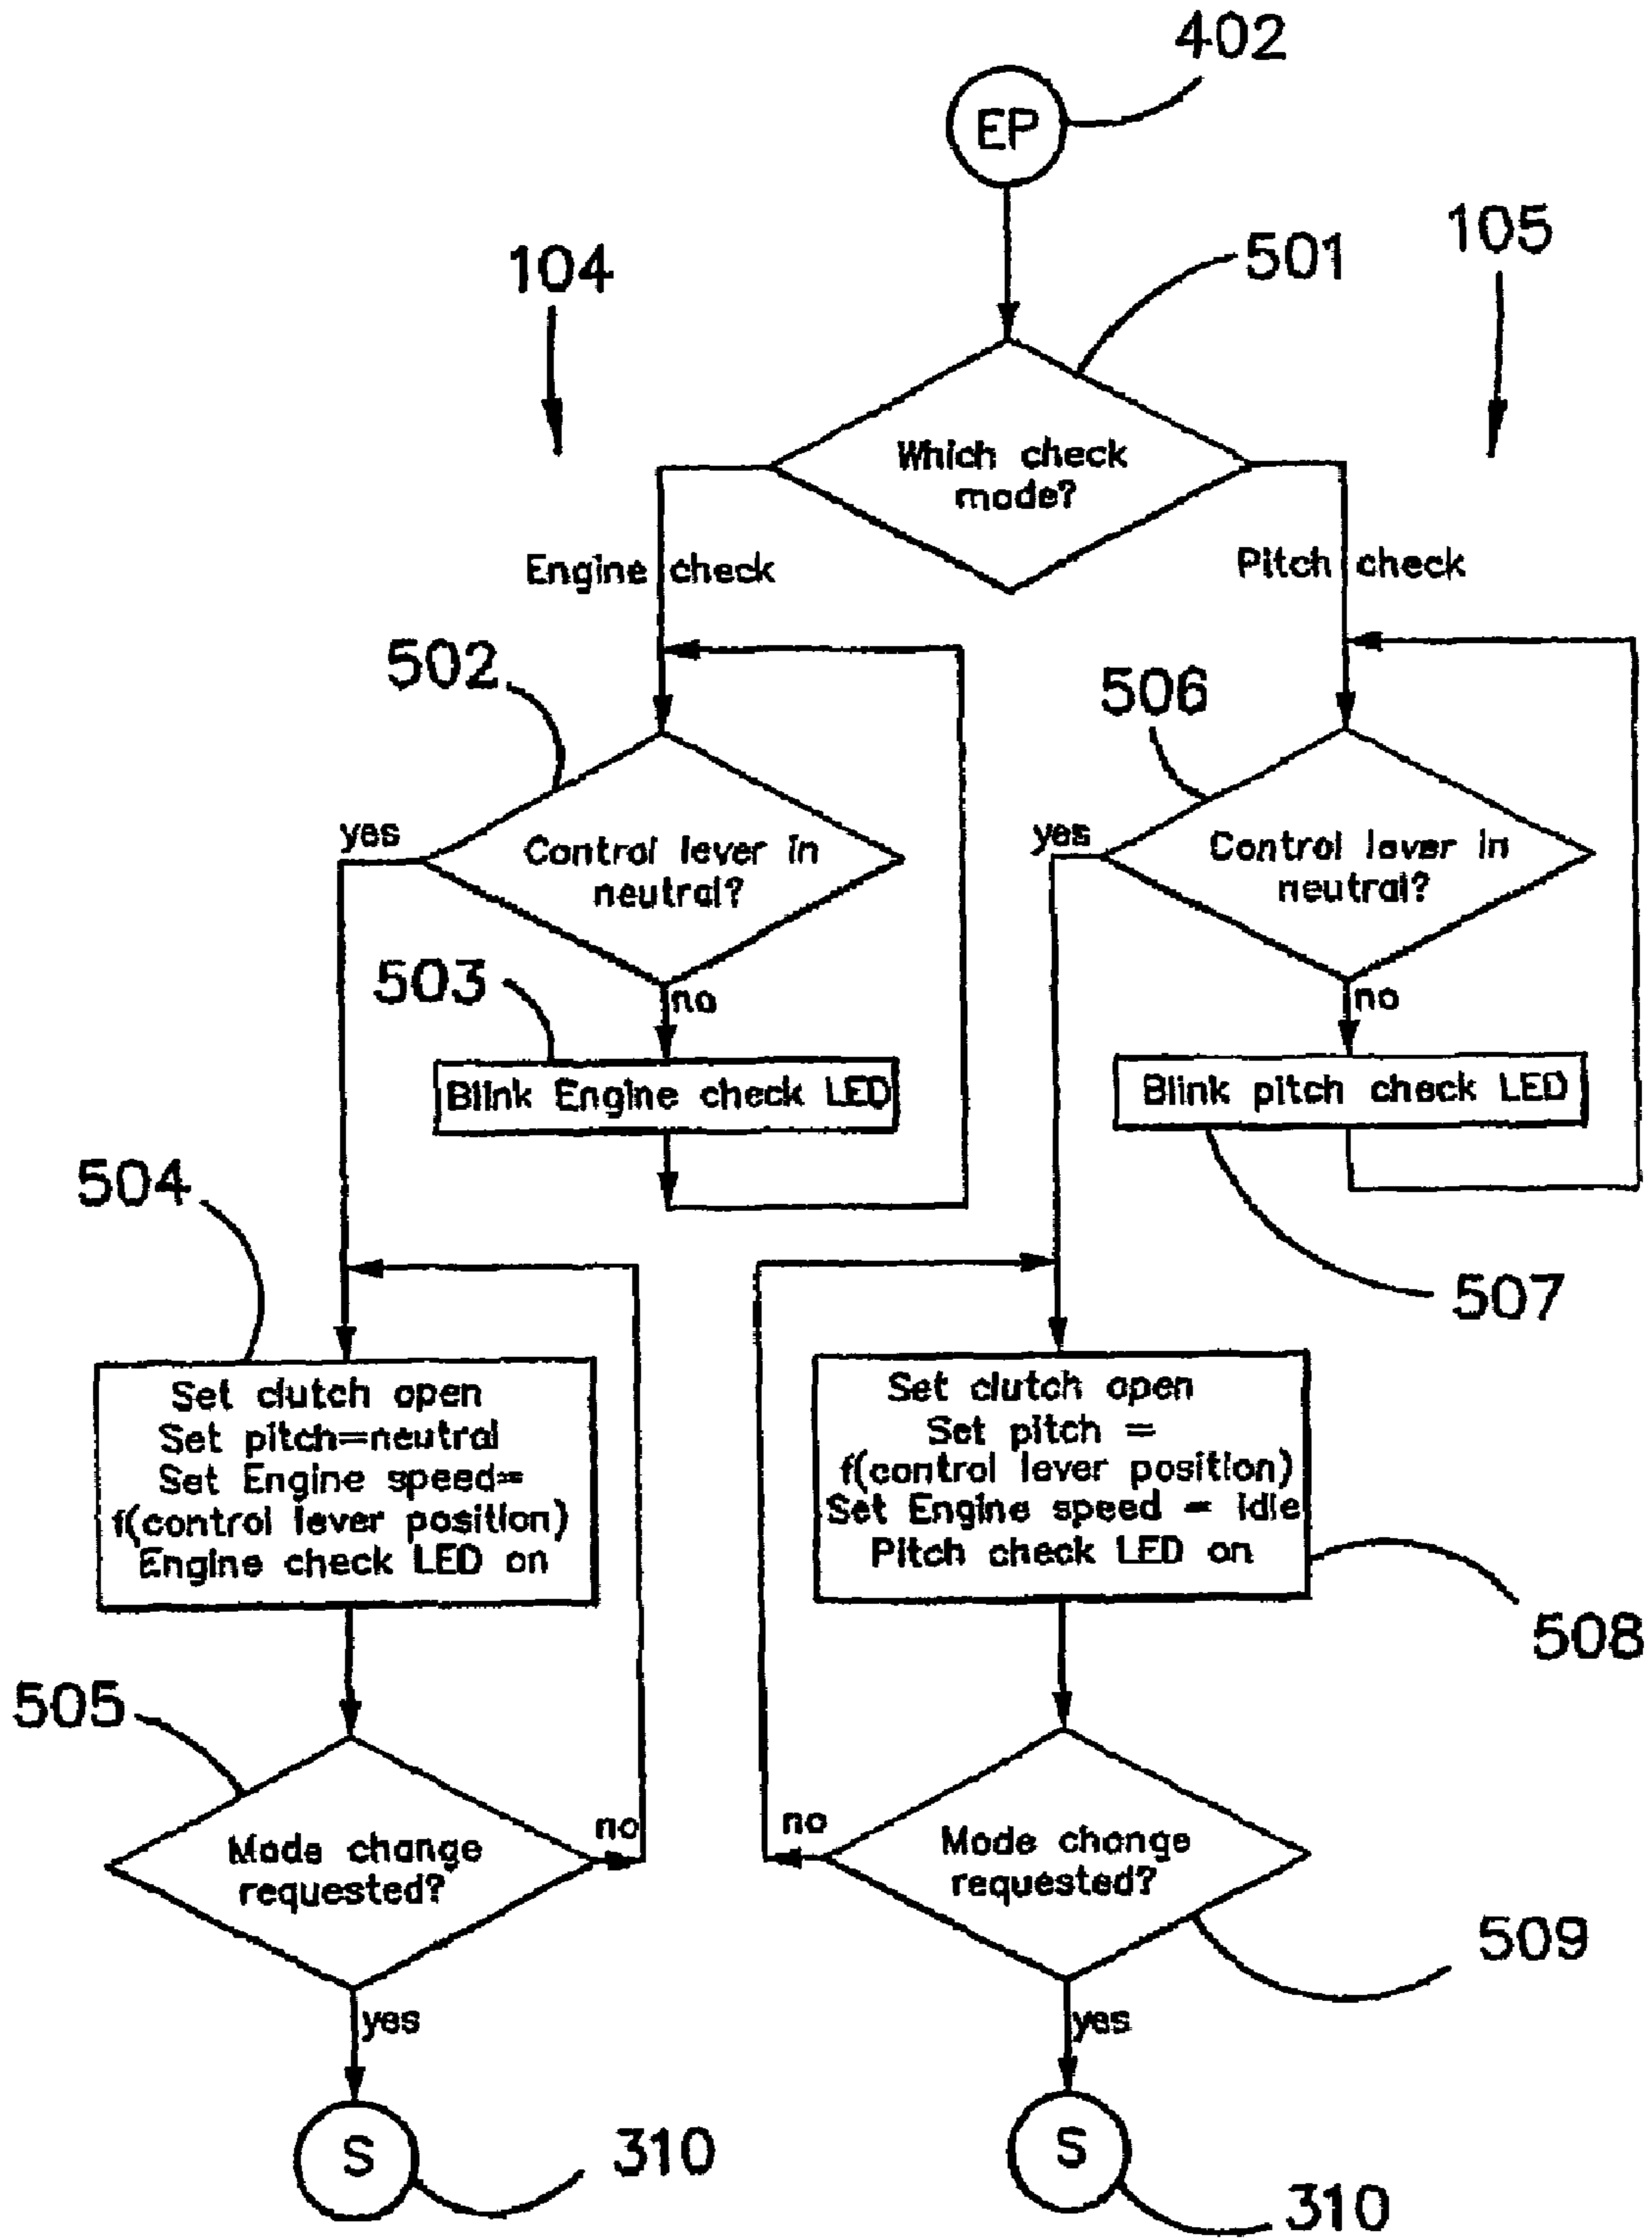 402
EP
104
501
105
Which check
mode?
Engine check
Pitch check
502
506
yes
Control lever in
neutral?
yes
Control lever in
neutral?
503
no
no
Blink Engine check LED
Blink pitch check LED
504
507
Set clutch open
Set pitch=neutral
Set Engine speed=
f(control lever position)
Engine check LED on
Set clutch open
Set pitch =
f(control lever position)
Set Engine speed = idle
Pitch check LED on
508
505
Mode change
requested?
no
no
Mode change
requested?
509
yes
yes
S
310
S
310